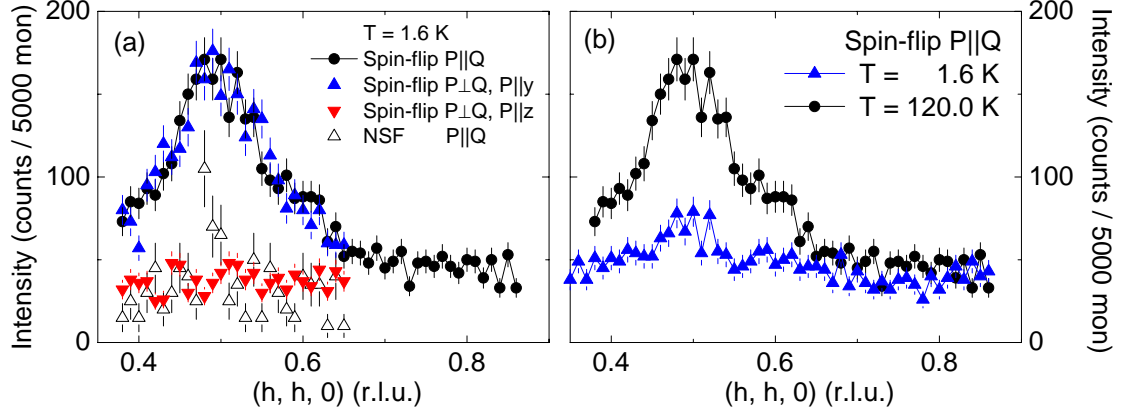 Intensity (counts / 5000 mon)
200
100
0
(a)
T = 1.6 K
Spin-flip P||Q
Spin-flip P⊥Q, P||y
Spin-flip P⊥Q, P||z
NSF P||Q
0.4 0.6 0.8
(h, h, 0) (r.l.u.)
(b)
Spin-flip P||Q
T = 1.6 K
T = 120.0 K
0.4 0.6 0.8
(h, h, 0) (r.l.u.)
200
100
0
Intensity (counts / 5000 mon)